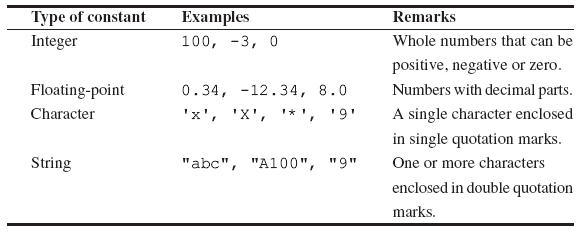 Type of constant Examples Remarks
Integer 100, -3, 0 Whole numbers that can be
positive, negative or zero.
Floating-point 0.34, -12.34, 8.0 Numbers with decimal parts.
Character 'x', 'X', '*', '9' A single character enclosed
in single quotation marks.
String "abc", "A100", "9" One or more characters
enclosed in double quotation
marks.